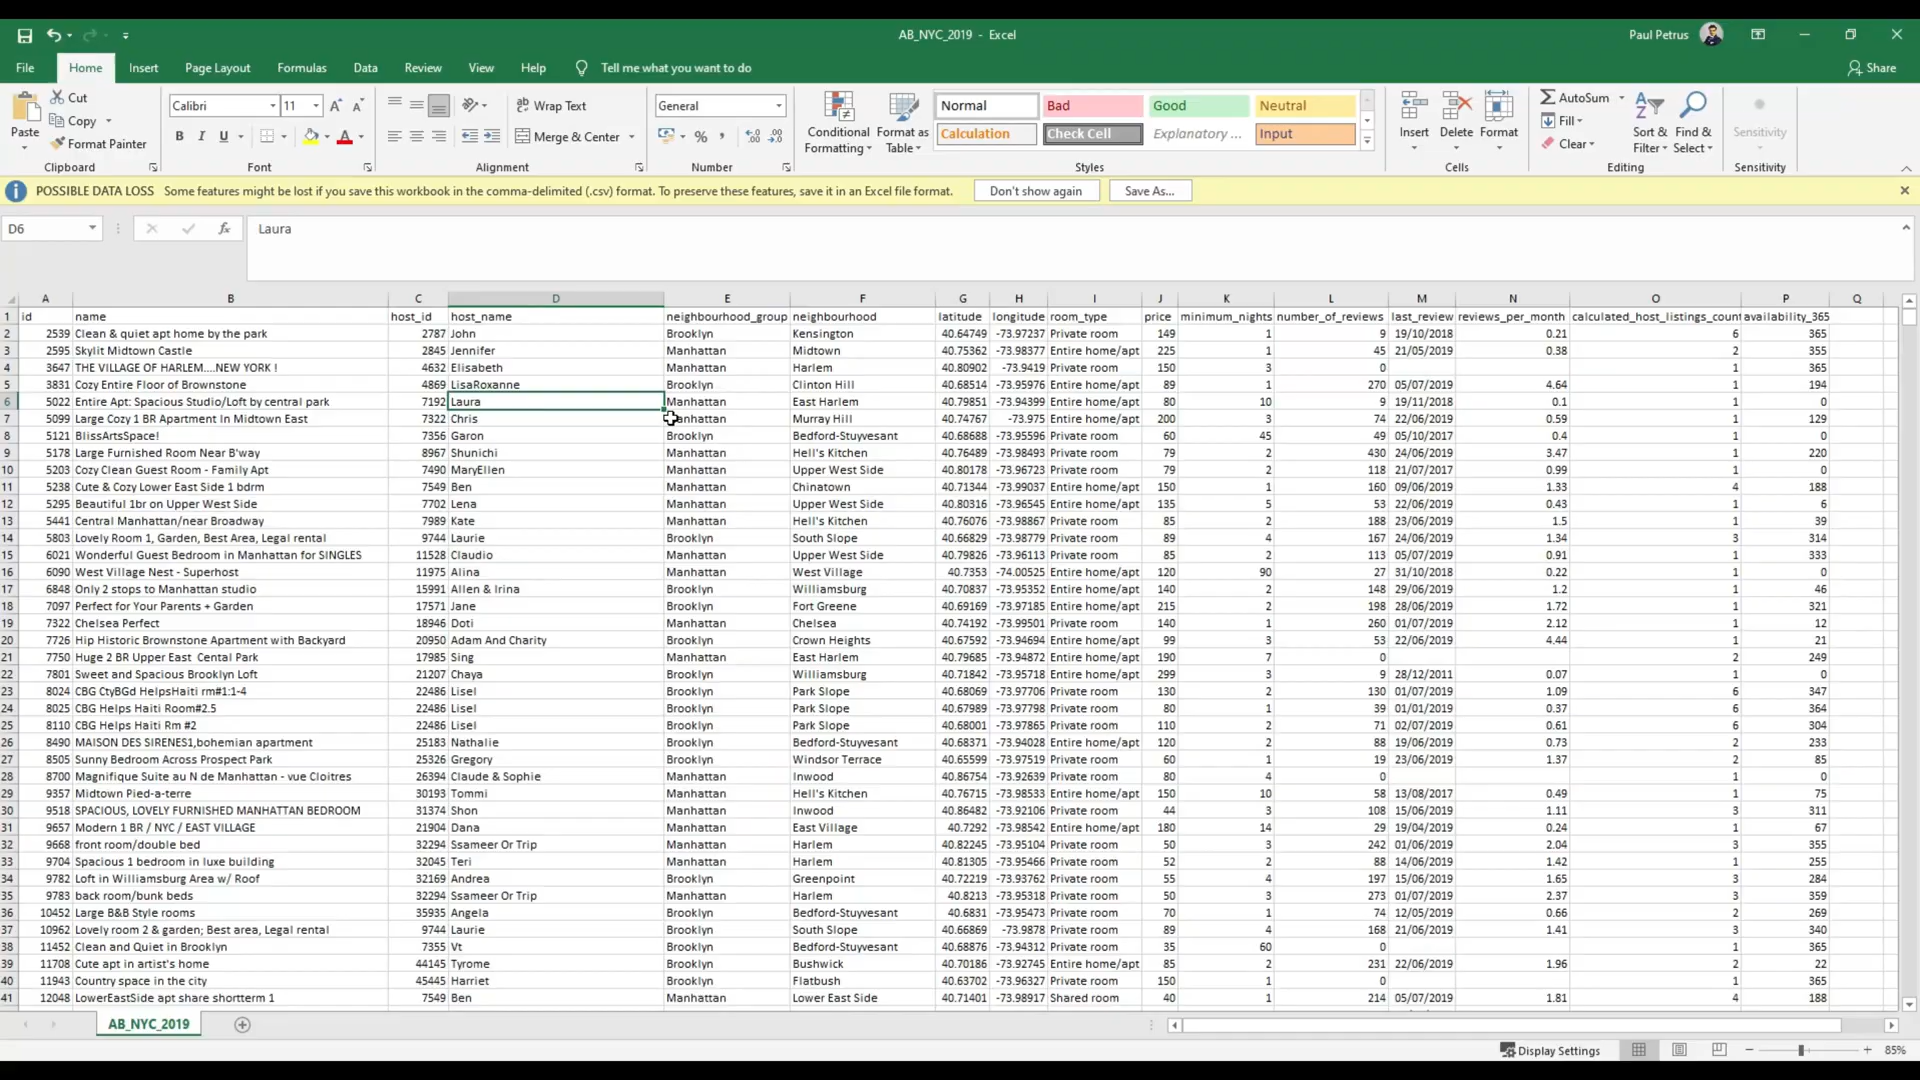 AB_NYC_2019 - Excel
Paul Petrus
File Home Insert Page Layout Formulas Data Review View Help Tell me what you want to do Share
Paste Cut Copy Format Painter Clipboard
Calibri 11 B I U Font
Wrap Text Merge & Center Alignment
General % Number
Conditional Formatting Format as Table Normal Bad Good Neutral Calculation Check Cell Explanatory ... Input Styles
Insert Delete Format Cells
AutoSum Fill Clear Sort & Filter Find & Select Editing
Sensitivity Sensitivity
POSSIBLE DATA LOSS Some features might be lost if you save this workbook in the comma-delimited (.csv) format. To preserve these features, save it in an Excel file format. Don't show again Save As...
D6 fx Laura
A B C D E F G H I J K L M N O P Q
1 id name host_id host_name neighbourhood_group neighbourhood latitude longitude room_type price minimum_nights number_of_reviews last_review reviews_per_month calculated_host_listings_count availability_365
2 2539 Clean & quiet apt home by the park 2787 John Brooklyn Kensington 40.64749 -73.97237 Private room 149 1 9 19/10/2018 0.21 6 365
3 2595 Skylit Midtown Castle 2845 Jennifer Manhattan Midtown 40.75362 -73.98377 Entire home/apt 225 1 45 21/05/2019 0.38 2 355
4 3647 THE VILLAGE OF HARLEM....NEW YORK ! 4632 Elisabeth Manhattan Harlem 40.80902 -73.9419 Private room 150 3 0 1 365
5 3831 Cozy Entire Floor of Brownstone 4869 LisaRoxanne Brooklyn Clinton Hill 40.68514 -73.95976 Entire home/apt 89 1 270 05/07/2019 4.64 1 194
6 5022 Entire Apt: Spacious Studio/Loft by central park 7192 Laura Manhattan East Harlem 40.79851 -73.94399 Entire home/apt 80 10 9 19/11/2018 0.1 1 0
7 5099 Large Cozy 1 BR Apartment In Midtown East 7322 Chris Manhattan Murray Hill 40.74767 -73.975 Entire home/apt 200 3 74 22/06/2019 0.59 1 129
8 5121 BlissArtsSpace! 7356 Garon Brooklyn Bedford-Stuyvesant 40.68688 -73.95596 Private room 60 45 49 05/10/2017 0.4 1 0
9 5178 Large Furnished Room Near B'way 8967 Shunichi Manhattan Hell's Kitchen 40.76489 -73.98493 Private room 79 2 430 24/06/2019 3.47 1 220
10 5203 Cozy Clean Guest Room - Family Apt 7490 MaryEllen Manhattan Upper West Side 40.80178 -73.96723 Private room 79 2 118 21/07/2017 0.99 1 0
11 5238 Cute & Cozy Lower East Side 1 bdrm 7549 Ben Manhattan Chinatown 40.71344 -73.99037 Entire home/apt 150 1 160 09/06/2019 1.33 4 188
12 5295 Beautiful 1br on Upper West Side 7702 Lena Manhattan Upper West Side 40.80316 -73.96545 Entire home/apt 135 5 53 22/06/2019 0.43 1 6
13 5441 Central Manhattan/near Broadway 7989 Kate Manhattan Hell's Kitchen 40.76076 -73.98867 Private room 85 2 188 23/06/2019 1.5 1 39
14 5803 Lovely Room 1, Garden, Best Area, Legal rental 9744 Laurie Brooklyn South Slope 40.66829 -73.98779 Private room 89 4 167 24/06/2019 1.34 3 314
15 6021 Wonderful Guest Bedroom in Manhattan for SINGLES 11528 Claudio Manhattan Upper West Side 40.79826 -73.96113 Private room 85 2 113 05/07/2019 0.91 1 333
16 6090 West Village Nest - Superhost 11975 Alina Manhattan West Village 40.7353 -74.00525 Entire home/apt 120 90 27 31/10/2018 0.22 1 0
17 6848 Only 2 stops to Manhattan studio 15991 Allen & Irina Brooklyn Williamsburg 40.70837 -73.95352 Entire home/apt 140 2 148 29/06/2019 1.2 1 46
18 7097 Perfect for Your Parents + Garden 17571 Jane Brooklyn Fort Greene 40.69169 -73.97185 Entire home/apt 215 2 198 28/06/2019 1.72 1 321
19 7322 Chelsea Perfect 18946 Doti Manhattan Chelsea 40.74192 -73.99501 Private room 140 1 260 01/07/2019 2.12 1 12
20 7726 Hip Historic Brownstone Apartment with Backyard 20950 Adam And Charity Brooklyn Crown Heights 40.67592 -73.94694 Entire home/apt 99 3 53 22/06/2019 4.44 1 21
21 7750 Huge 2 BR Upper East  Cental Park 17985 Sing Manhattan East Harlem 40.79685 -73.94872 Entire home/apt 190 7 0 2 249
22 7801 Sweet and Spacious Brooklyn Loft 21207 Chaya Brooklyn Williamsburg 40.71842 -73.95718 Entire home/apt 299 3 9 28/12/2011 0.07 1 0
23 8024 CBG CtyBGd HelpsHaiti rm#1:1-4 22486 Lisel Brooklyn Park Slope 40.68069 -73.97706 Private room 130 2 130 01/07/2019 1.09 6 347
24 8025 CBG Helps Haiti Room#2.5 22486 Lisel Brooklyn Park Slope 40.67989 -73.97798 Private room 80 1 39 01/01/2019 0.37 6 364
25 8110 CBG Helps Haiti Rm #2 22486 Lisel Brooklyn Park Slope 40.68001 -73.97865 Private room 110 2 71 02/07/2019 0.61 6 304
26 8490 MAISON DES SIRENES1,bohemian apartment 25183 Nathalie Brooklyn Bedford-Stuyvesant 40.68371 -73.94028 Entire home/apt 120 2 88 19/06/2019 0.73 2 233
27 8505 Sunny Bedroom Across Prospect Park 25326 Gregory Brooklyn Windsor Terrace 40.65599 -73.97519 Private room 60 1 19 23/06/2019 1.37 2 85
28 8700 Magnifique Suite au N de Manhattan - vue Cloitres 26394 Claude & Sophie Manhattan Inwood 40.86754 -73.92639 Private room 80 4 0 1 0
29 9357 Midtown Pied-a-terre 30193 Tommi Manhattan Hell's Kitchen 40.76715 -73.98533 Entire home/apt 150 10 58 13/08/2017 0.49 1 75
30 9518 SPACIOUS, LOVELY FURNISHED MANHATTAN BEDROOM 31374 Shon Manhattan Inwood 40.86482 -73.92106 Private room 44 3 108 15/06/2019 1.11 3 311
31 9657 Modern 1 BR / NYC / EAST VILLAGE 21904 Dana Manhattan East Village 40.7292 -73.98542 Entire home/apt 180 14 29 19/04/2019 0.24 1 67
32 9668 front room/double bed 32294 Ssameer Or Trip Manhattan Harlem 40.82245 -73.95104 Private room 50 3 242 01/06/2019 2.04 3 355
33 9704 Spacious 1 bedroom in luxe building 32045 Teri Manhattan Harlem 40.81305 -73.95466 Private room 52 2 88 14/06/2019 1.42 1 255
34 9782 Loft in Williamsburg Area w/ Roof 32169 Andrea Brooklyn Greenpoint 40.72219 -73.93762 Private room 55 4 197 15/06/2019 1.65 3 284
35 9783 back room/bunk beds 32294 Ssameer Or Trip Manhattan Harlem 40.8213 -73.95318 Private room 50 3 273 01/07/2019 2.37 3 359
36 10452 Large B&B Style rooms 35935 Angela Brooklyn Bedford-Stuyvesant 40.6831 -73.95473 Private room 70 1 74 12/05/2019 0.66 2 269
37 10962 Lovely room 2 & garden; Best area, Legal rental 9744 Laurie Brooklyn South Slope 40.66869 -73.9878 Private room 89 4 168 21/06/2019 1.41 3 340
38 11452 Clean and Quiet in Brooklyn 7355 Vt Brooklyn Bedford-Stuyvesant 40.68876 -73.94312 Private room 35 60 0 1 365
39 11708 Cute apt in artist's home 44145 Tyrome Brooklyn Bushwick 40.70186 -73.92745 Entire home/apt 85 2 231 22/06/2019 1.96 2 22
40 11943 Country space in the city 45445 Harriet Brooklyn Flatbush 40.63702 -73.96327 Private room 150 1 0 1 365
41 12048 LowerEastSide apt share shortterm 1 7549 Ben Manhattan Lower East Side 40.71401 -73.98917 Shared room 40 1 214 05/07/2019 1.81 4 188
AB_NYC_2019
Display Settings 85%